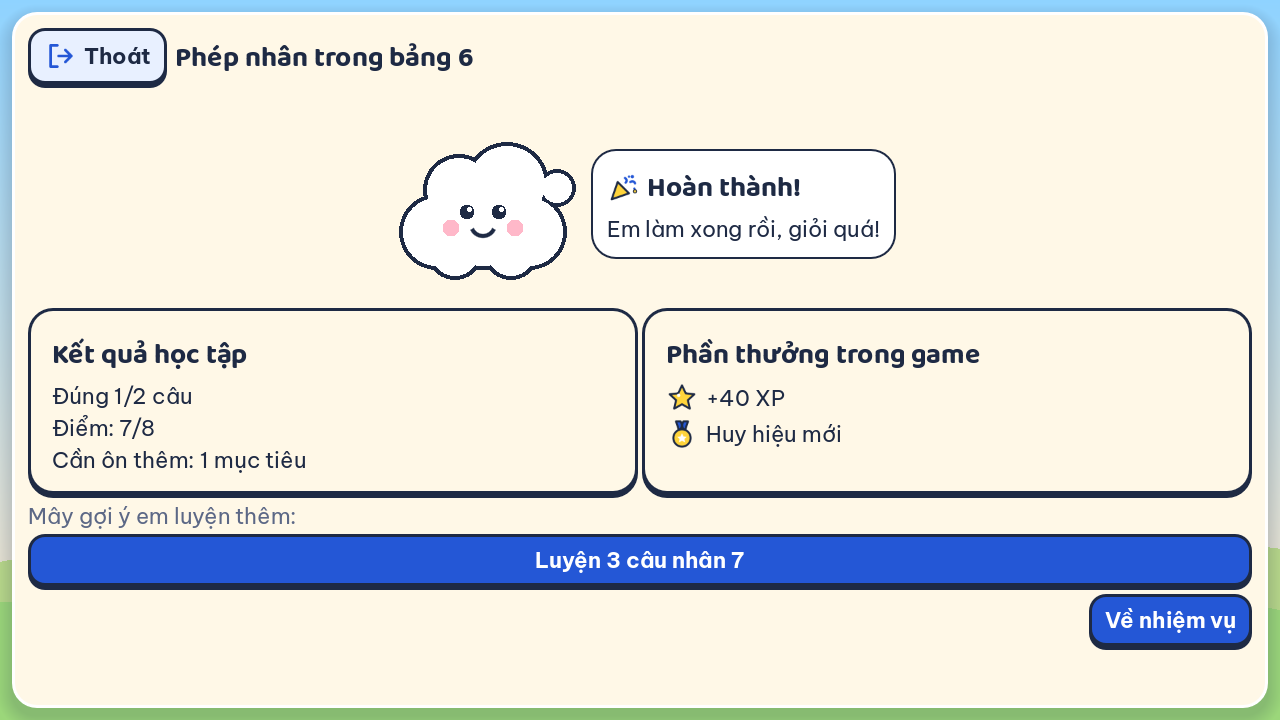 Thoát
Phép nhân trong bảng 6
Hoàn thành!
Em làm xong rồi, giỏi quá!
Kết quả học tập
Đúng 1/2 câu
Điểm: 7/8
Cần ôn thêm: 1 mục tiêu
Phần thưởng trong game
+40 XP
Huy hiệu mới
Mây gợi ý em luyện thêm:
Luyện 3 câu nhân 7
Về nhiệm vụ